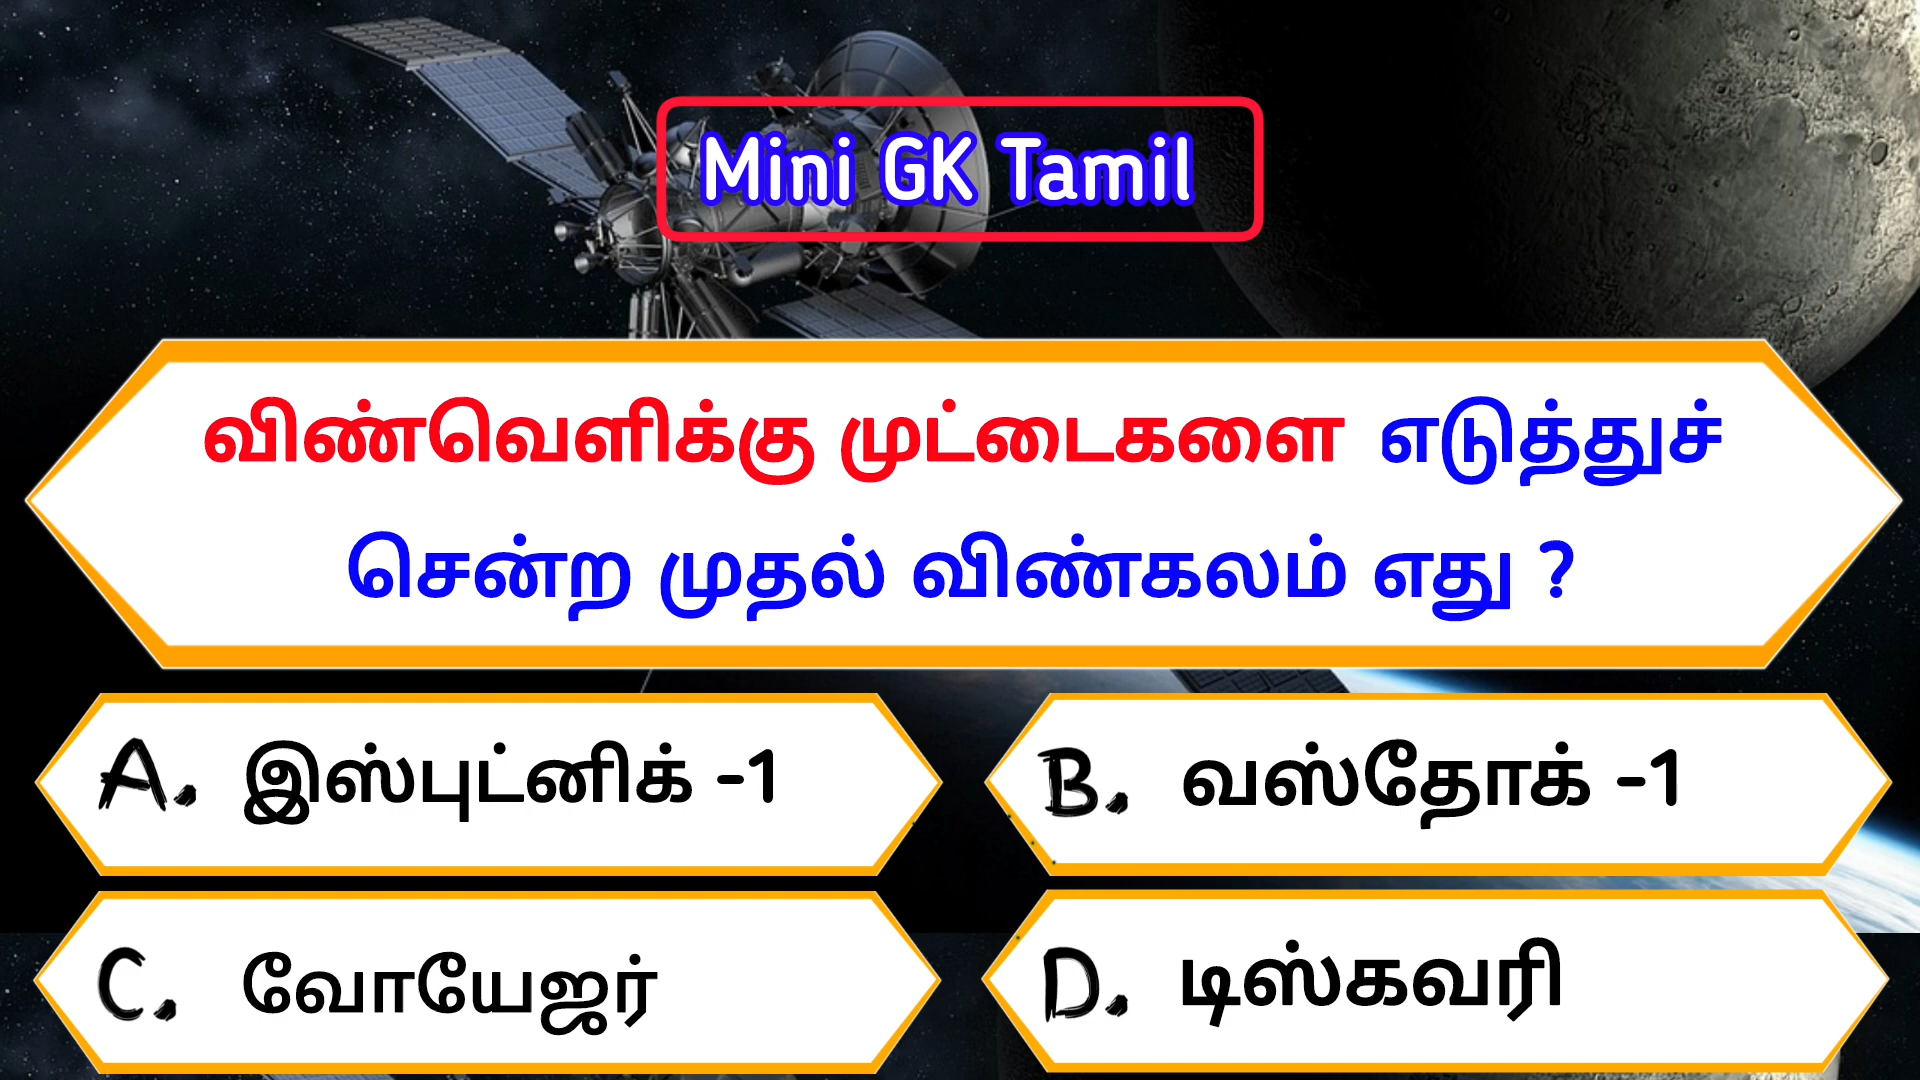 Mini GK Tamil
விண்வெளிக்கு முட்டைகளை எடுத்துச்
சென்ற முதல் விண்கலம் எது ?
A. இஸ்புட்னிக் -1
B. வஸ்தோக் -1
C. வோயேஜர்
D. டிஸ்கவரி